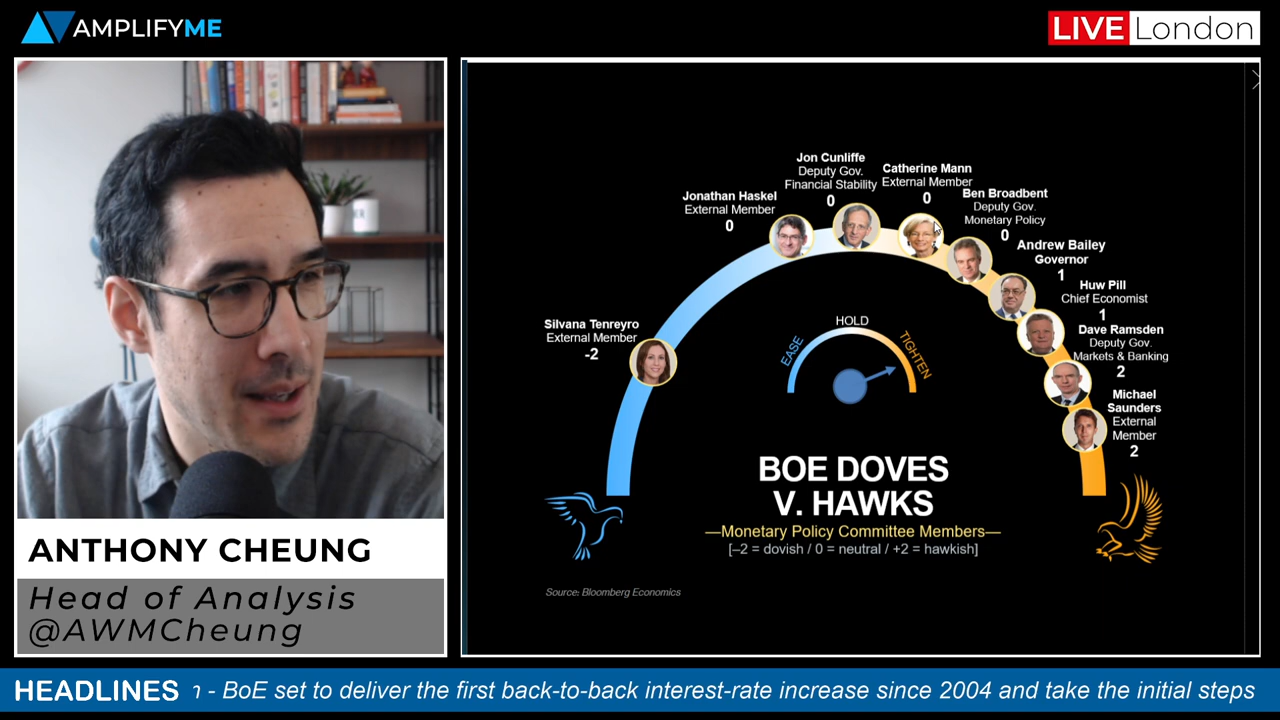 AMPLIFYME
LIVE London
Jon Cunliffe
Deputy Gov.
Financial Stability
0
Catherine Mann
External Member
0
Jonathan Haskel
External Member
0
Ben Broadbent
Deputy Gov.
Monetary Policy
0
Andrew Bailey
Governor
1
Huw Pill
Chief Economist
1
Silvana Tenreyro
External Member
-2
Dave Ramsden
Deputy Gov.
Markets & Banking
2
Michael
Saunders
External
Member
2
HOLD
EASE
TIGHTEN
BOE DOVES
V. HAWKS
—Monetary Policy Committee Members—
[–2 = dovish / 0 = neutral / +2 = hawkish]
Source: Bloomberg Economics
ANTHONY CHEUNG
Head of Analysis
@AWMCheung
HEADLINES - BoE set to deliver the first back-to-back interest-rate increase since 2004 and take the initial steps